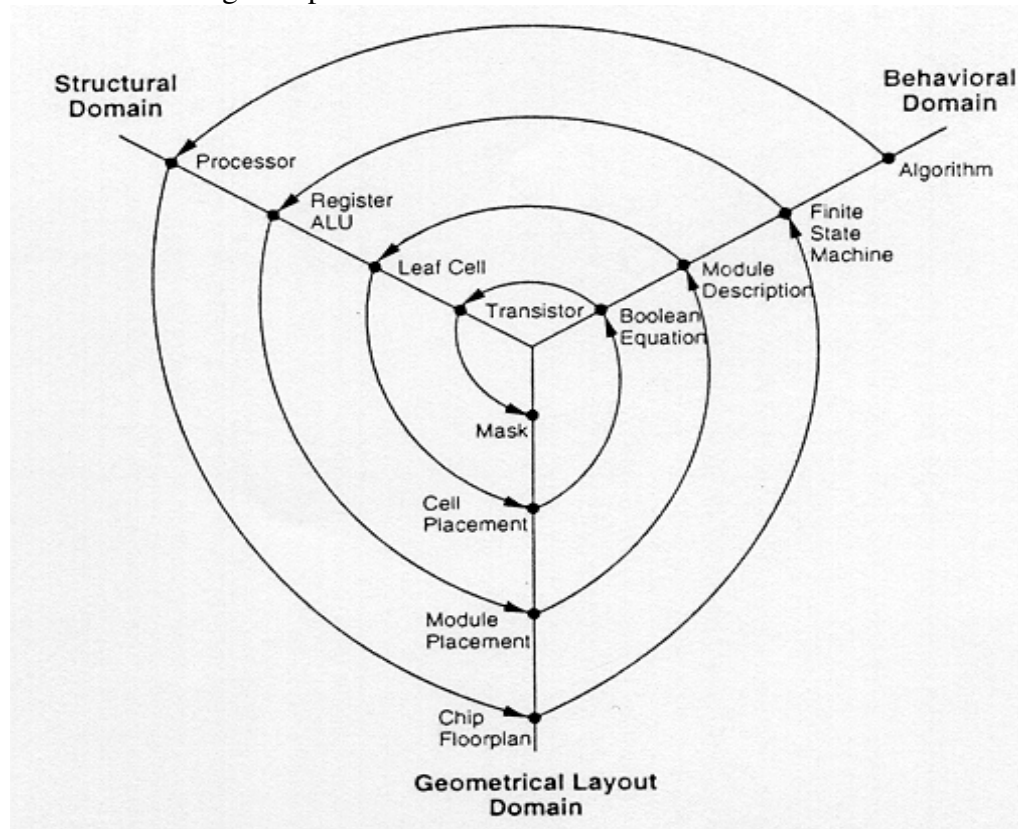 Structural
Domain
Behavioral
Domain
Processor
Algorithm
Register
ALU
Finite
State
Machine
Leaf Cell
Module
Description
Transistor
Boolean
Equation
Mask
Cell
Placement
Module
Placement
Chip
Floorplan
Geometrical Layout
Domain